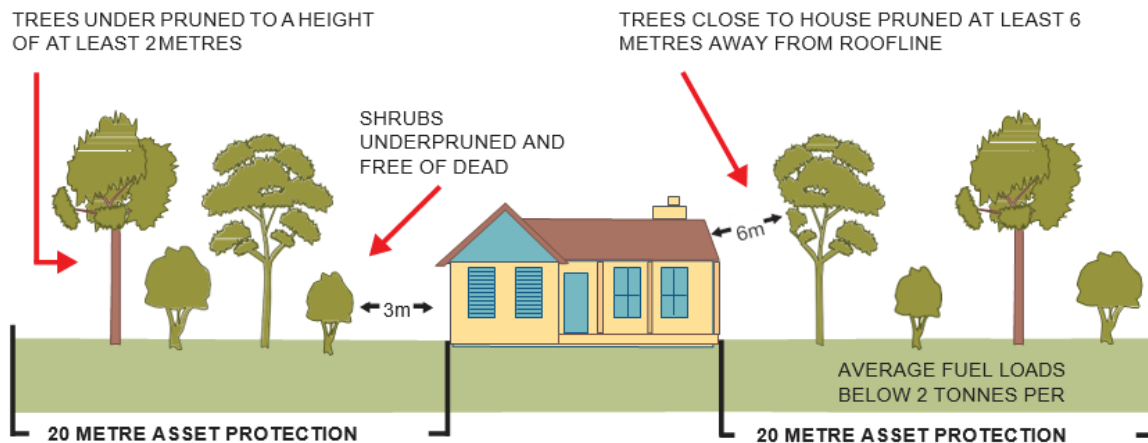 TREES UNDER PRUNED TO A HEIGHT
OF AT LEAST 2 METRES
TREES CLOSE TO HOUSE PRUNED AT LEAST 6
METRES AWAY FROM ROOFLINE
SHRUBS
UNDERPRUNED AND
FREE OF DEAD
3m
6m
AVERAGE FUEL LOADS
BELOW 2 TONNES PER
20 METRE ASSET PROTECTION
20 METRE ASSET PROTECTION